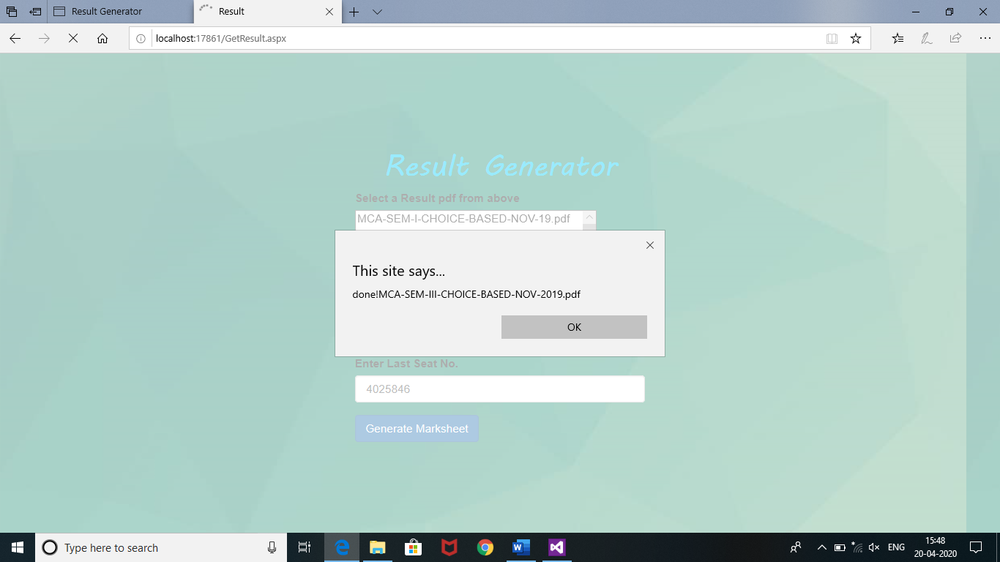 Result Generator
Result
localhost:17861/GetResult.aspx
Result Generator
Select a Result pdf from above
MCA-SEM-I-CHOICE-BASED-NOV-19.pdf
This site says...
done!MCA-SEM-III-CHOICE-BASED-NOV-2019.pdf
OK
Enter Last Seat No.
4025846
Generate Marksheet
Type here to search
ENG
15:48
20-04-2020